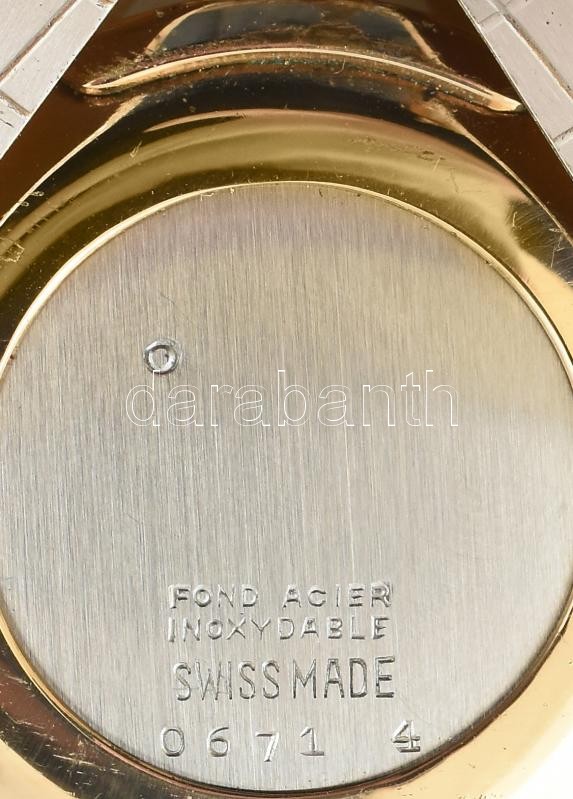 darabanth
FOND ACIER
INOXYDABLE
SWISS MADE
0671 4